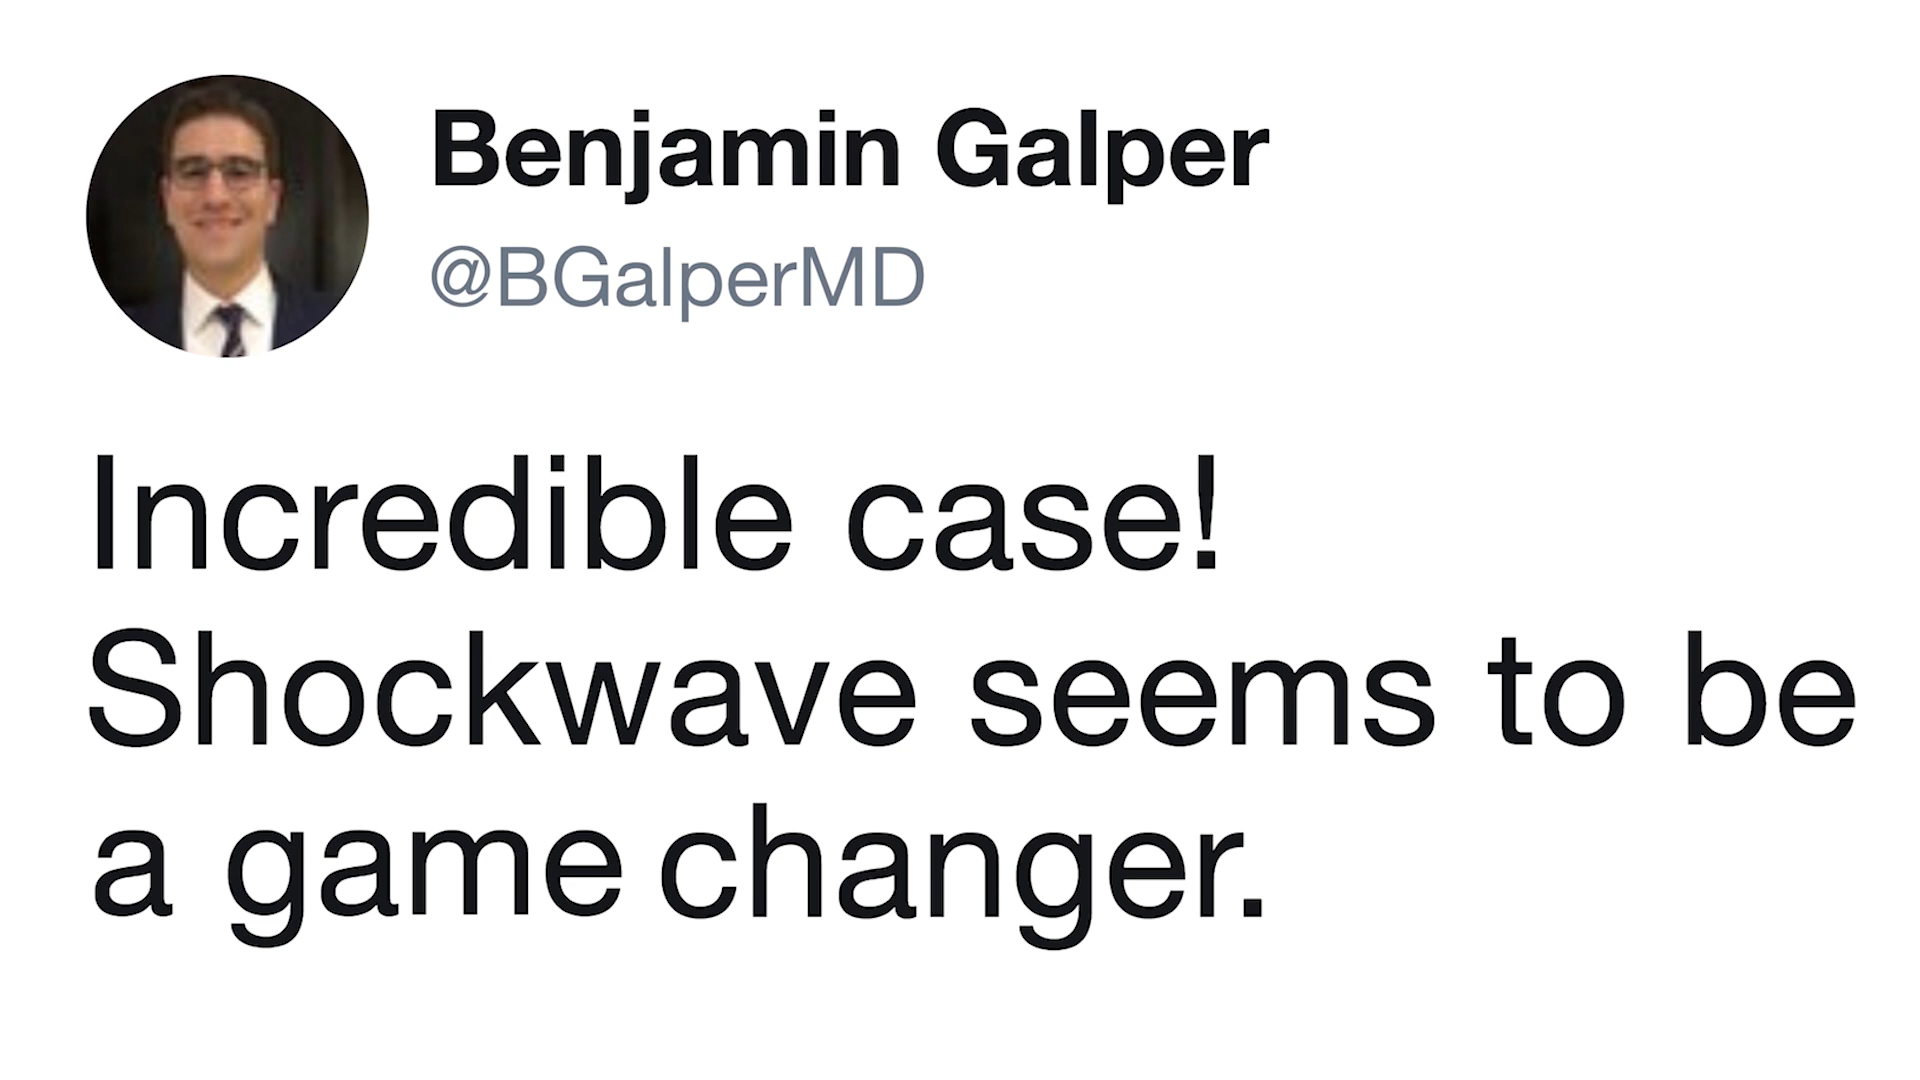 Benjamin Galper
@BGalperMD
Incredible case!
Shockwave seems to be
a game changer.